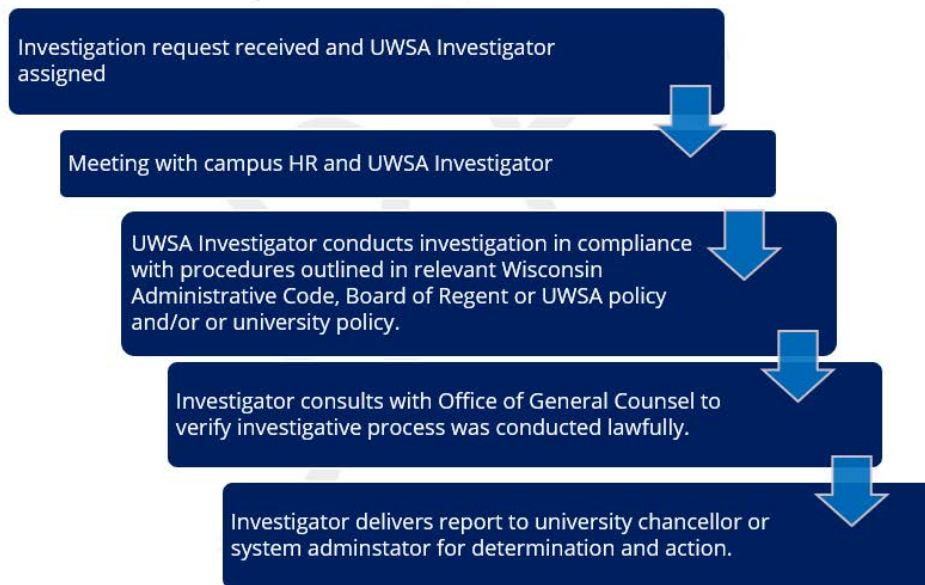 Investigation request received and UWSA Investigator
assigned
Meeting with campus HR and UWSA Investigator
UWSA Investigator conducts investigation in compliance
with procedures outlined in relevant Wisconsin
Administrative Code, Board of Regent or UWSA policy
and/or or university policy.
Investigator consults with Office of General Counsel to
verify investigative process was conducted lawfully.
Investigator delivers report to university chancellor or
system adminstator for determination and action.